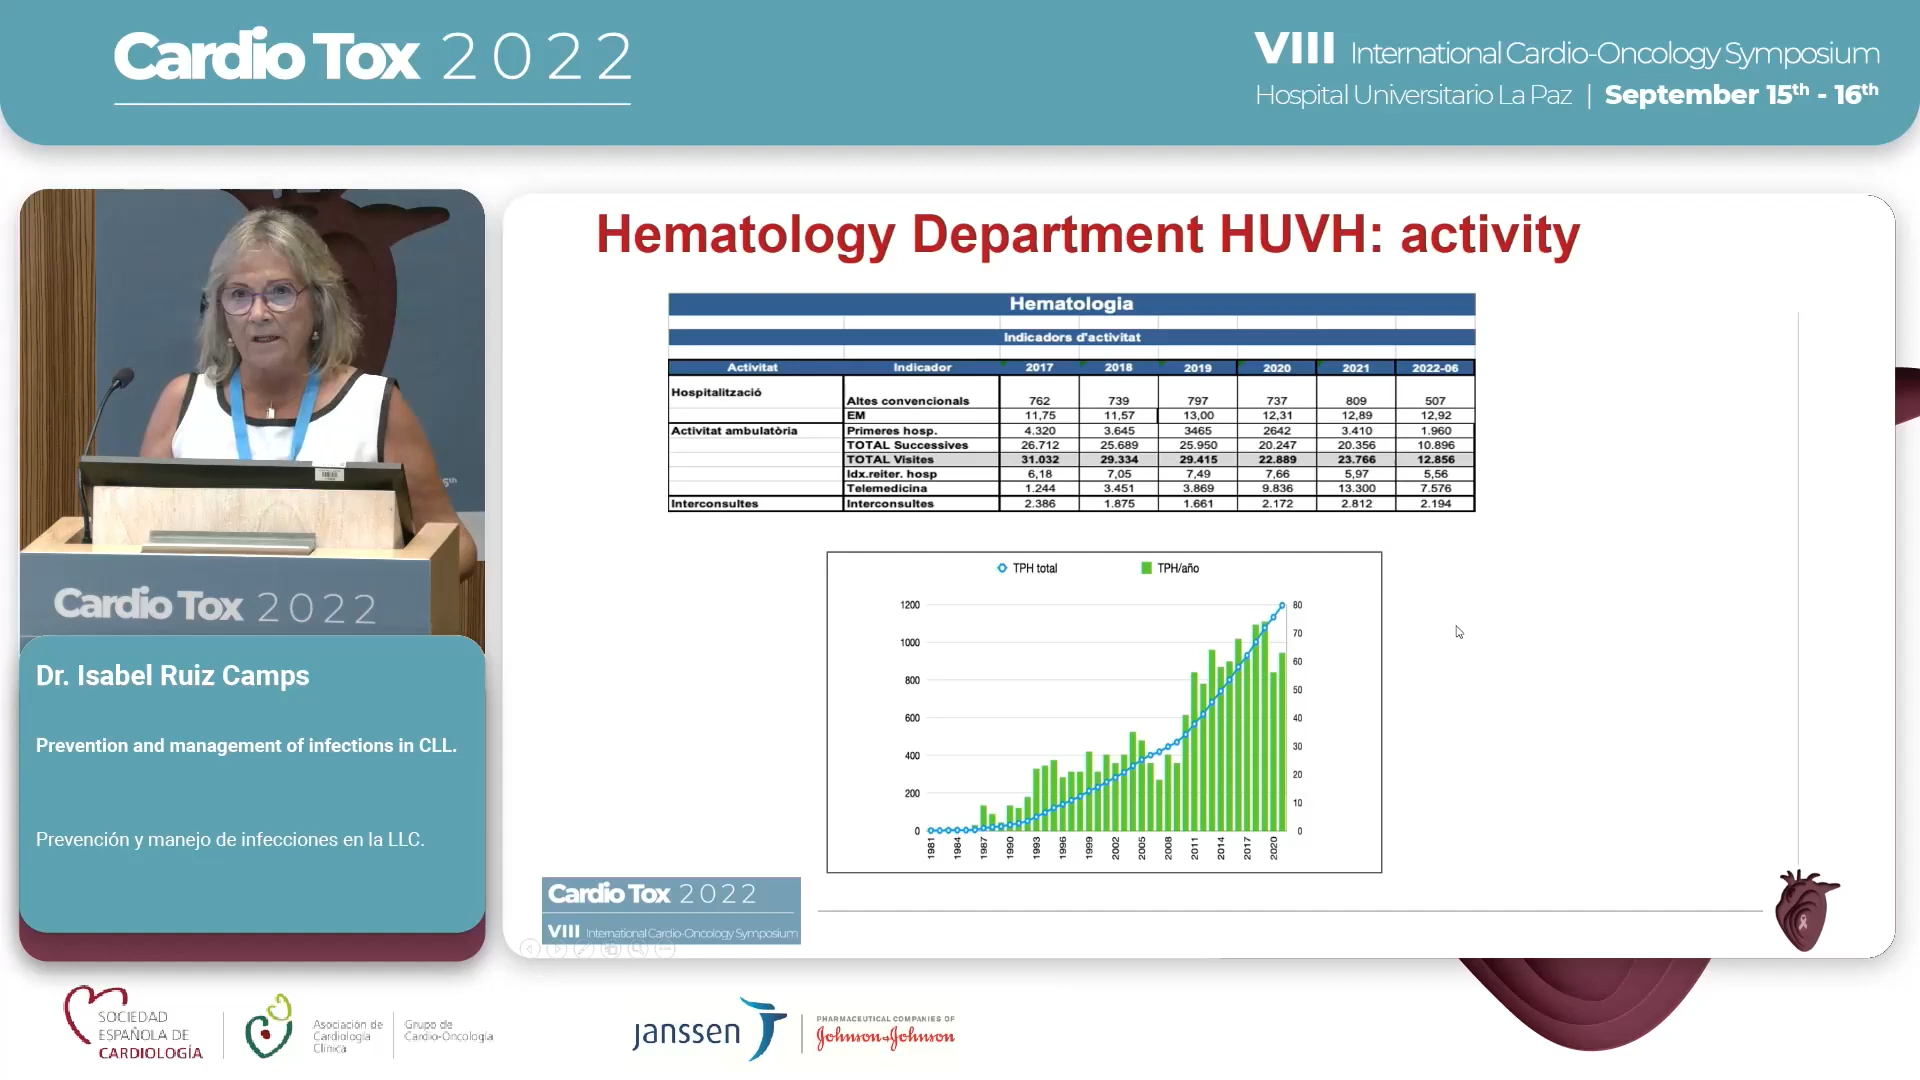 Cardio Tox 2022
VIII International Cardio-Oncology Symposium
Hospital Universitario La Paz | September 15th - 16th
Cardio Tox 2022
Dr. Isabel Ruiz Camps
Prevention and management of infections in CLL.
Prevención y manejo de infecciones en la LLC.
Hematology Department HUVH: activity
Hematologia
Indicadors d'activitat
Activitat Indicador 2017 2018 2019 2020 2021 2022-06
Hospitalització
Altes convencionals 762 739 797 737 809 507
EM 11,75 11,57 13,00 12,31 12,89 12,92
Activitat ambulatòria Primeres hosp. 4.320 3.645 3465 2642 3.410 1.960
TOTAL Successives 26.712 25.689 25.950 20.247 20.356 10.896
TOTAL Visites 31.032 29.334 29.415 22.889 23.766 12.856
Idx.reiter. hosp 6,18 7,05 7,49 7,66 5,97 5,56
Telemedicina 1.244 3.451 3.869 9.836 13.300 7.576
Interconsultes Interconsultes 2.386 1.875 1.661 2.172 2.812 2.194
TPH total TPH/año
1200 80
1000 70
800 60
600 50
400 40
200 30
0 20
10
0
1981 1984 1987 1990 1993 1996 1999 2002 2005 2008 2011 2014 2017 2020
Cardio Tox 2022
VIII International Cardio-Oncology Symposium
SOCIEDAD
ESPAÑOLA DE
CARDIOLOGÍA
Asociación de
Cardiología
Clínica
Grupo de
Cardio-Oncología
janssen
PHARMACEUTICAL COMPANIES OF
Johnson & Johnson